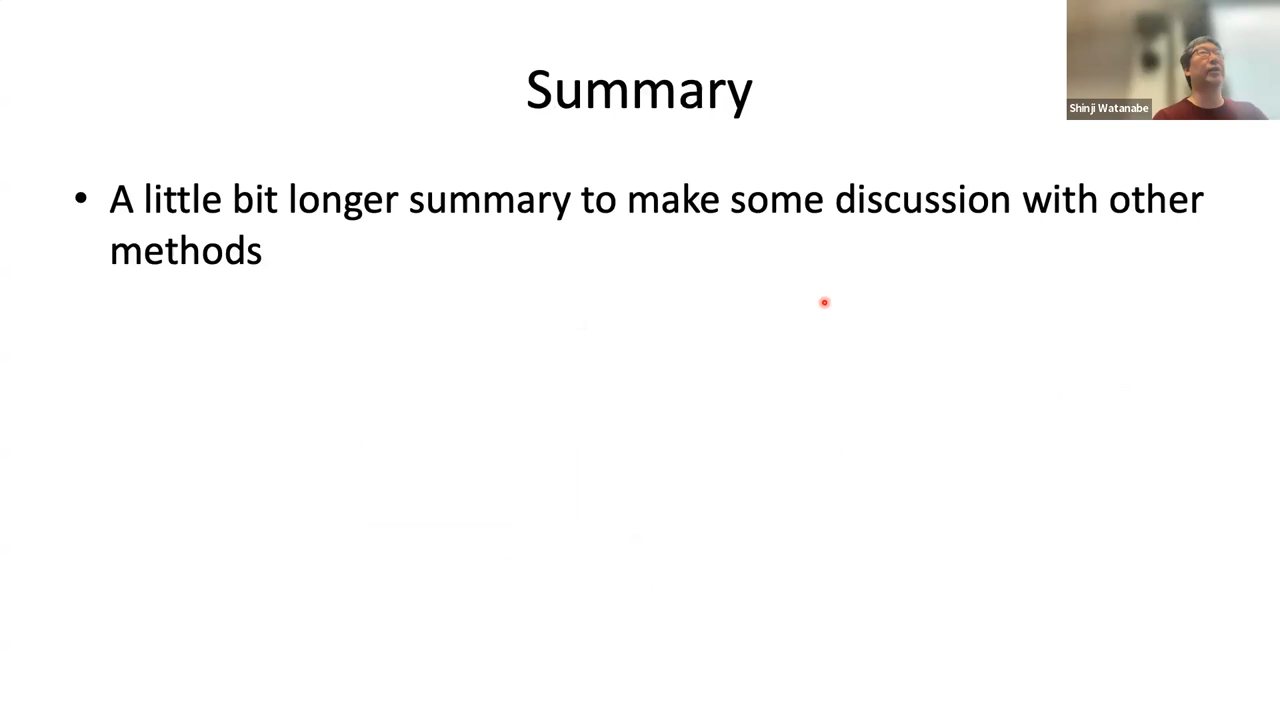 Summary
Shinji Watanabe
• A little bit longer summary to make some discussion with other
methods